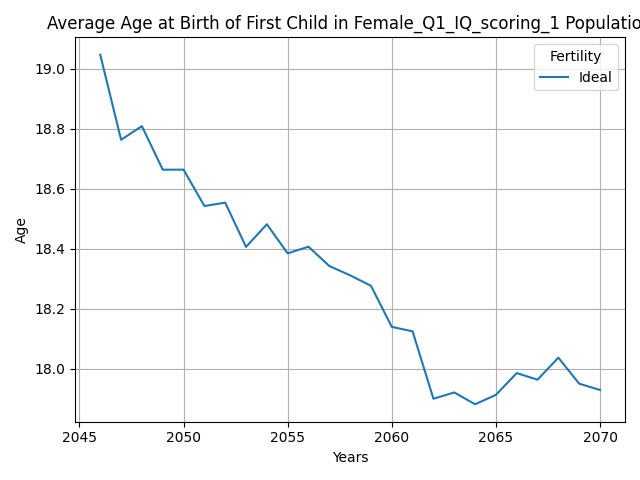 Average Age at Birth of First Child in Female_Q1_IQ_scoring_1 Populatio
Fertility
Ideal
19.0
18.8
18.6
18.4
18.2
18.0
Age
2045 2050 2055 2060 2065 2070
Years